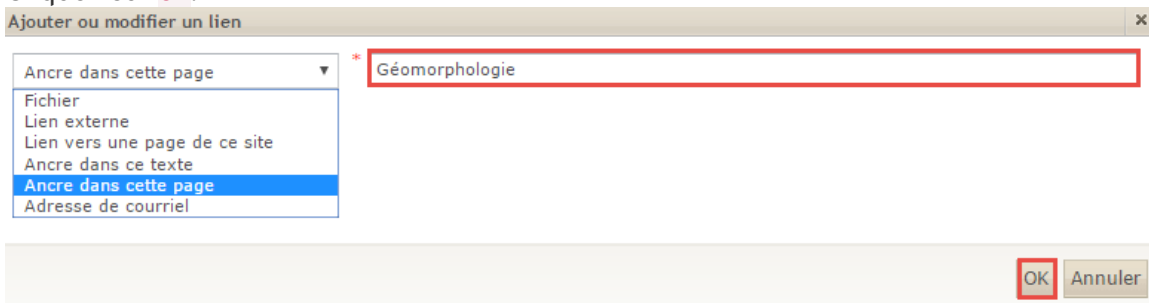 Ajouter ou modifier un lien ×
Ancre dans cette page ▼ * Géomorphologie
Fichier
Lien externe
Lien vers une page de ce site
Ancre dans ce texte
Ancre dans cette page
Adresse de courriel
OK Annuler